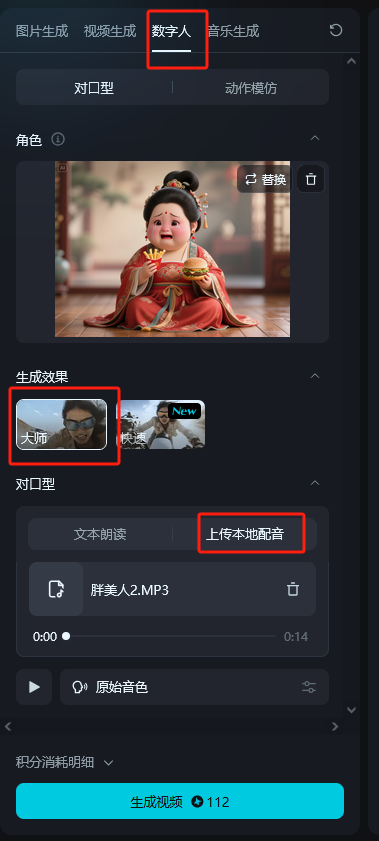 图片生成 视频生成 数字人 音乐生成
对口型 动作模仿
角色
替换
生成效果
大师 快速 New
对口型
文本朗读 上传本地配音
胖美人2.MP3
0:00 0:14
原始音色
积分消耗明细
生成视频 112